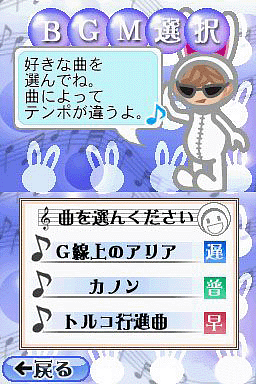 BGM選択
好きな曲を
選んでね。
曲によって
テンポが違うよ。
曲を選んください
G線上のアリア 遅
カノン 普
トルコ行進曲 早
戻る